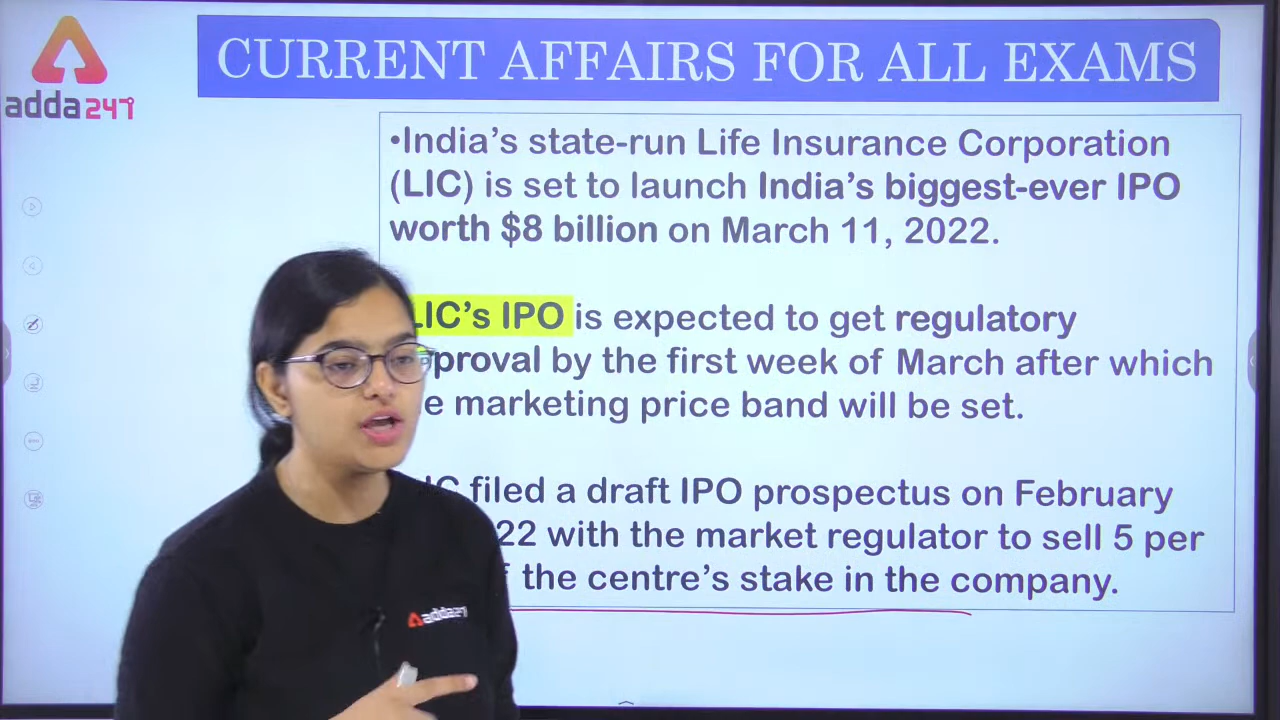 adda247
CURRENT AFFAIRS FOR ALL EXAMS
•India's state-run Life Insurance Corporation
(LIC) is set to launch India's biggest-ever IPO
worth $8 billion on March 11, 2022.
LIC's IPO is expected to get regulatory
proval by the first week of March after which
e marketing price band will be set.
IC filed a draft IPO prospectus on February
22 with the market regulator to sell 5 per
the centre's stake in the company.
adda247